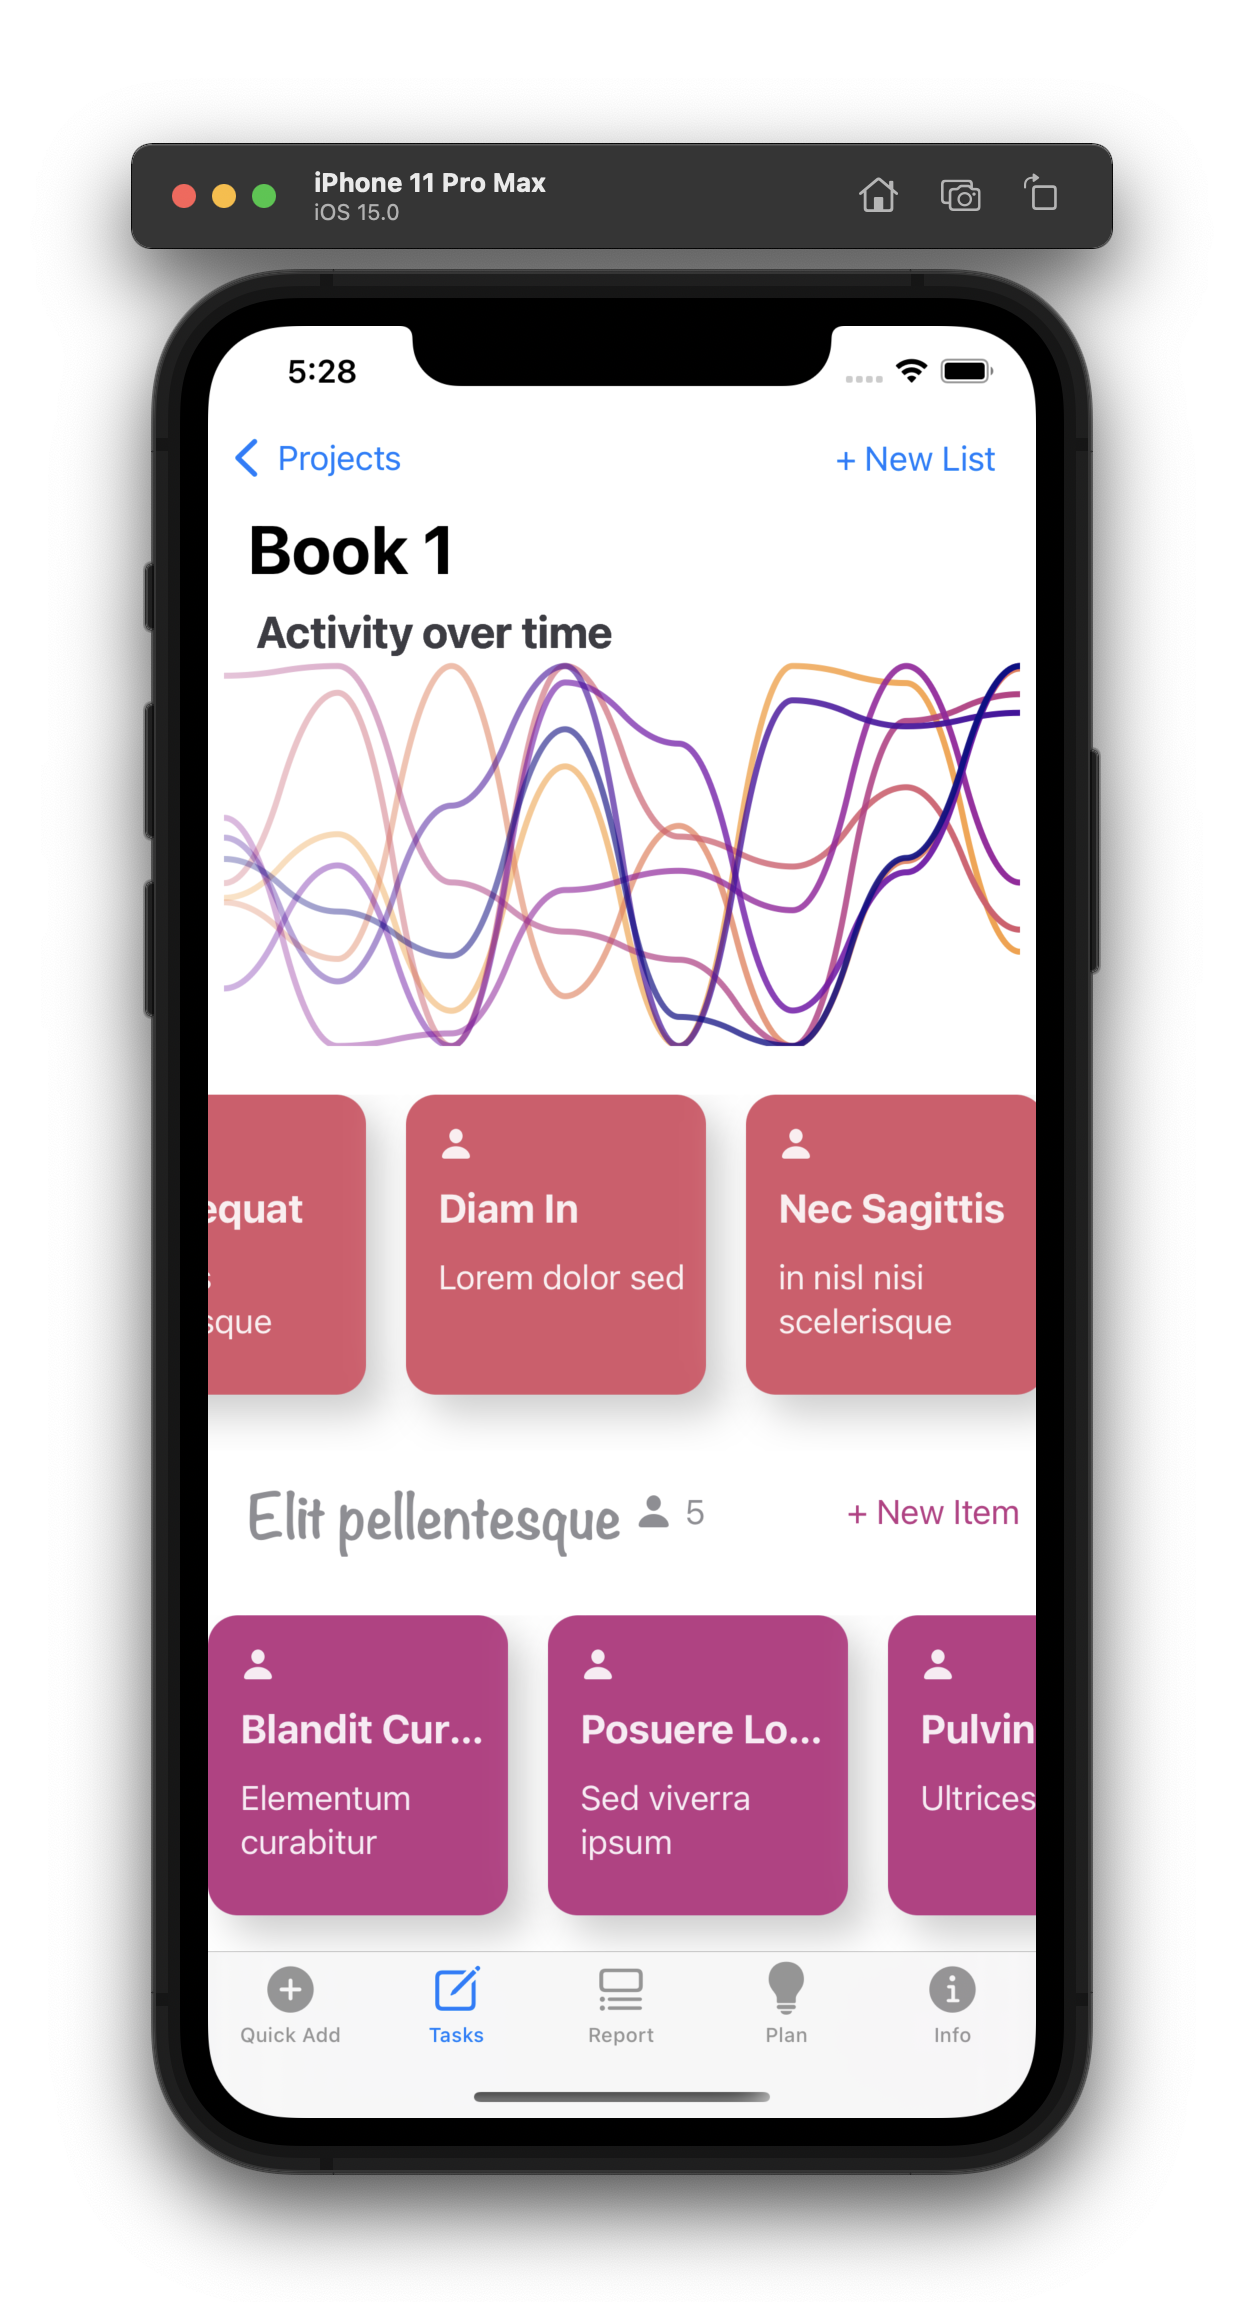 iPhone 11 Pro Max
iOS 15.0
5:28
Projects
+ New List
Book 1
Activity over time
equat
Diam In
Nec Sagittis
s
Lorem dolor sed
in nisl nisi
sque
scelerisque
Elit pellentesque
5
+ New Item
Blandit Cur...
Posuere Lo...
Pulvin
Elementum
Sed viverra
Ultrices
curabitur
ipsum
Quick Add
Tasks
Report
Plan
Info